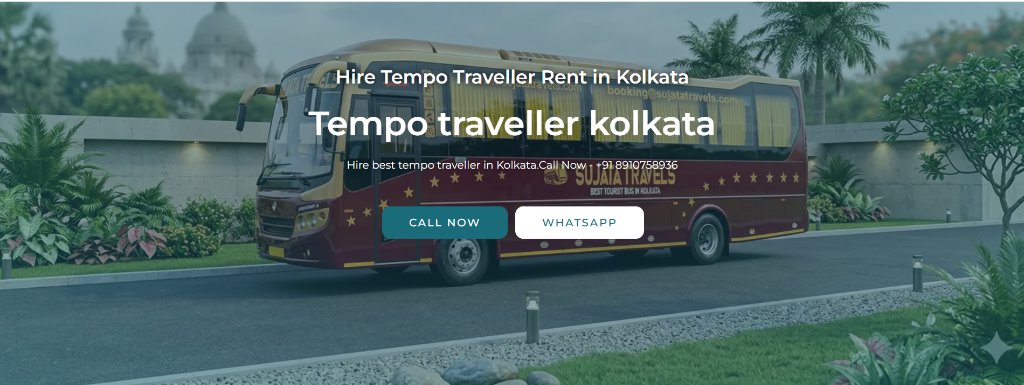 Hire Tempo Traveller Rent in Kolkata
booking@sujatatravels.com
Tempo traveller kolkata
Hire best tempo traveller in Kolkata.Call Now - +91 8910758936
SUJATA TRAVELS
BEST TOURIST BUS IN KOLKATA
CALL NOW
WHATSAPP